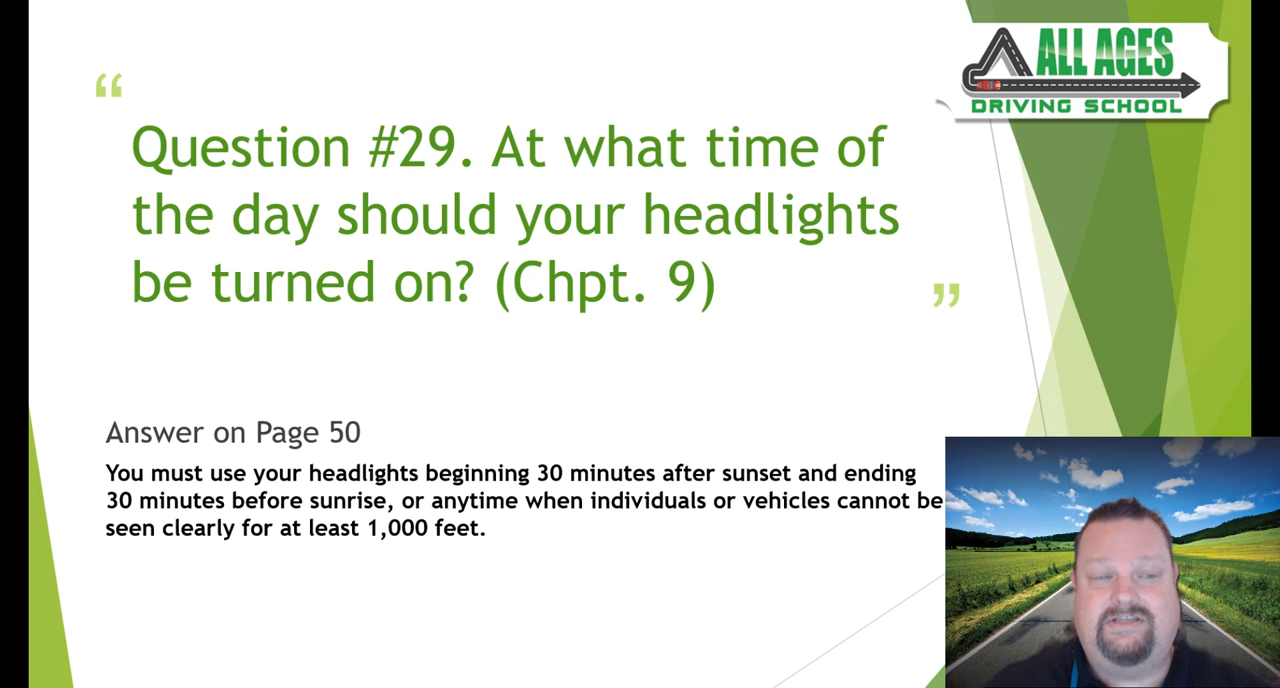 ALL AGES
DRIVING SCHOOL
“
Question #29. At what time of
the day should your headlights
be turned on? (Chpt. 9)
”
Answer on Page 50
You must use your headlights beginning 30 minutes after sunset and ending
30 minutes before sunrise, or anytime when individuals or vehicles cannot be
seen clearly for at least 1,000 feet.